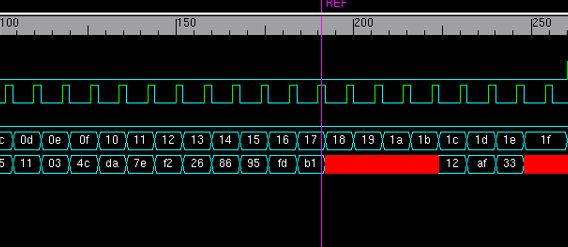 REF
100 150 200 250
c 0d 0e 0f 10 11 12 13 14 15 16 17 18 19 1a 1b 1c 1d 1e 1f
5 11 03 4c da 7e f2 26 86 95 fd b1 12 af 33